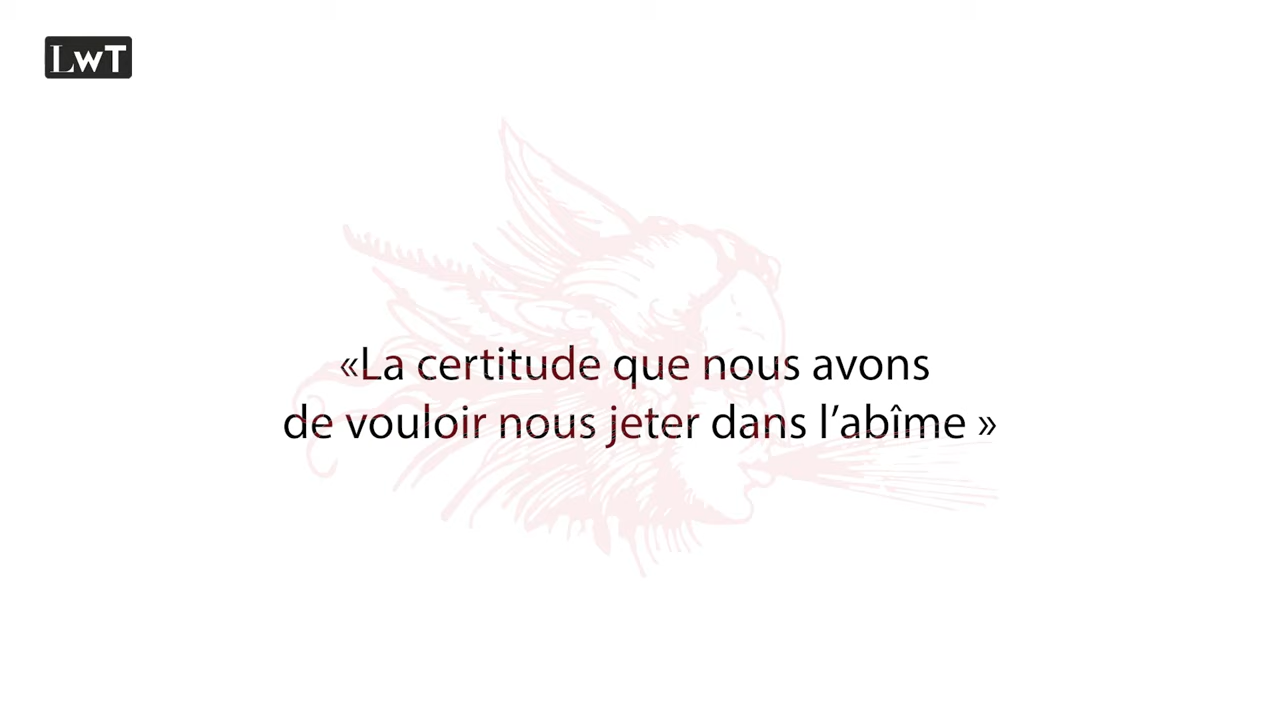 LWT
«La certitude que nous avons
de vouloir nous jeter dans l’abîme »